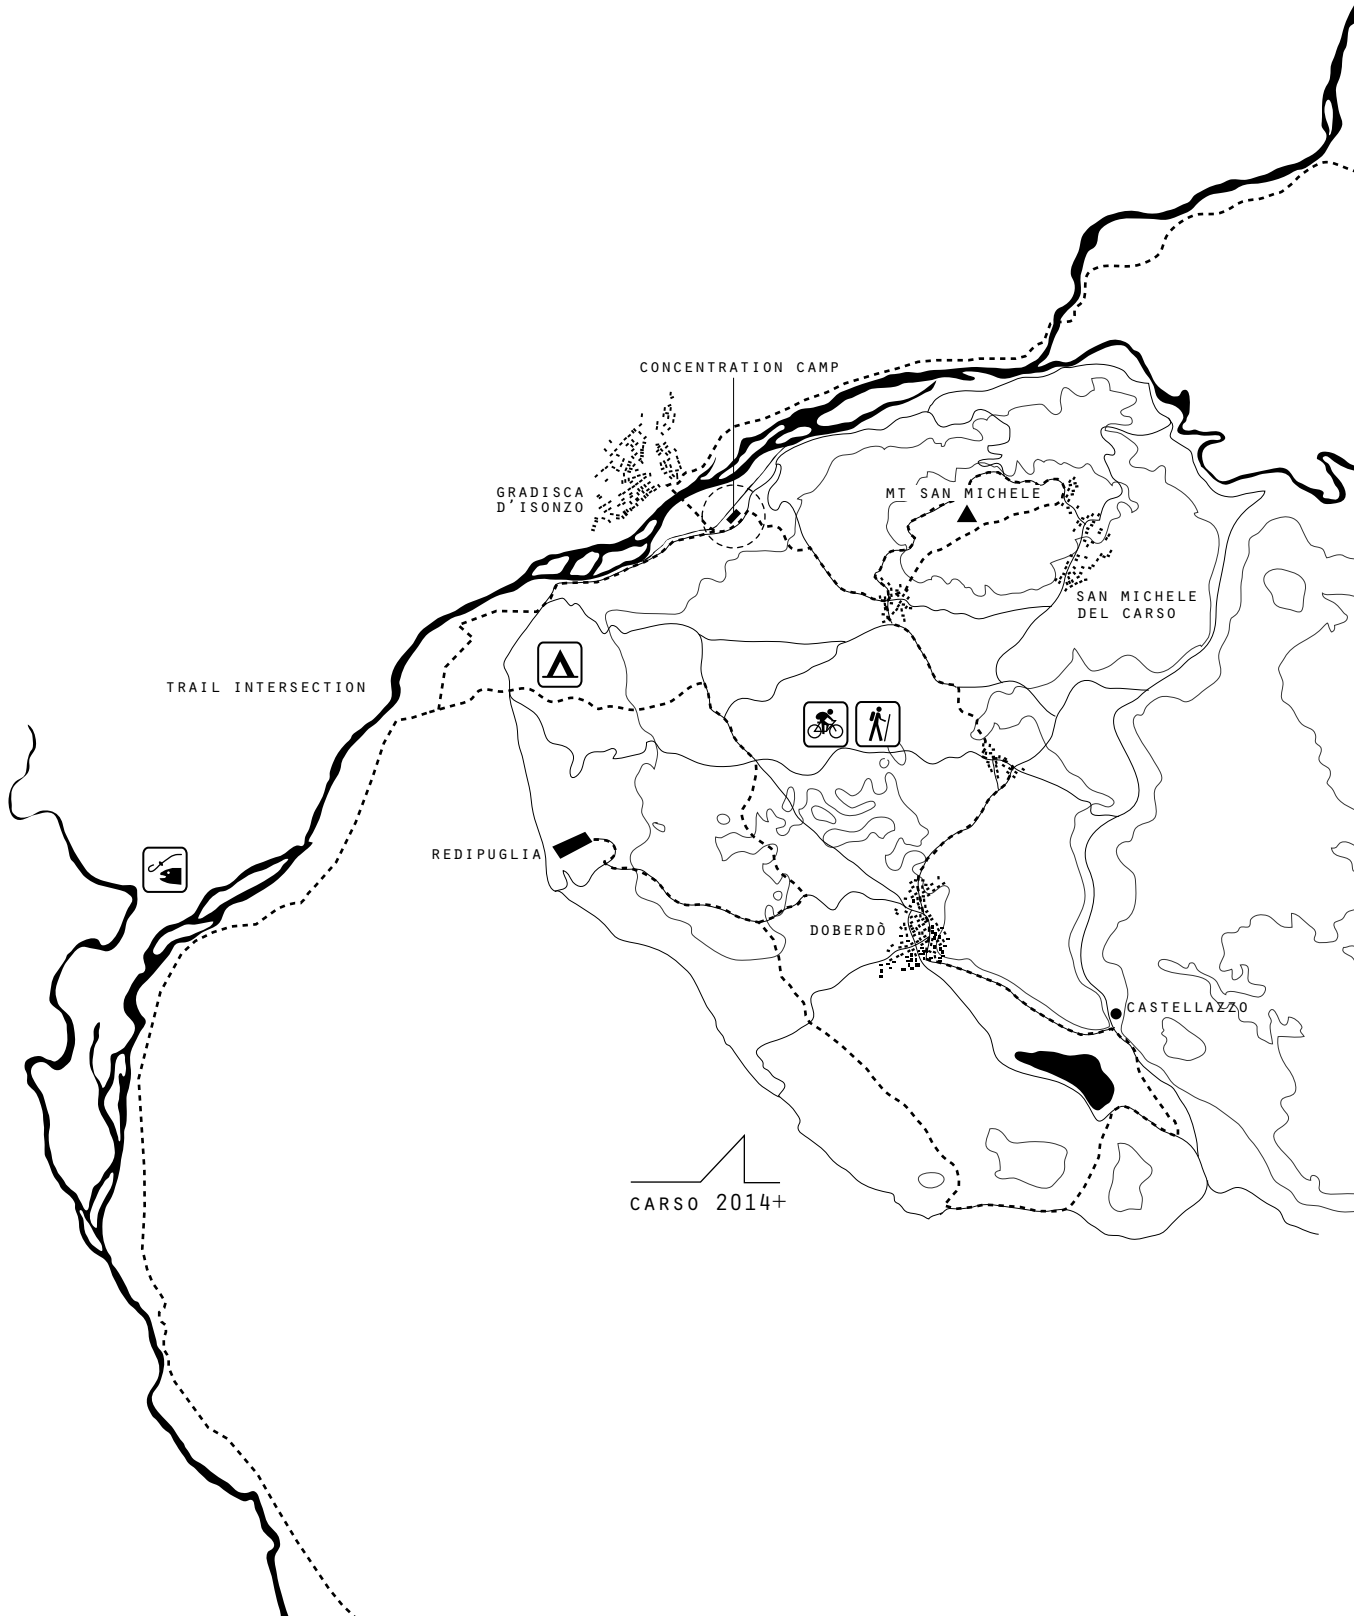 CONCENTRATION CAMP
GRADISCA
D'ISONZO
MT SAN MICHELE
SAN MICHELE
DEL CARSO
TRAIL INTERSECTION
REDIPUGLIA
DOBERDÒ
CASTELLAZZO
CARSO 2014+